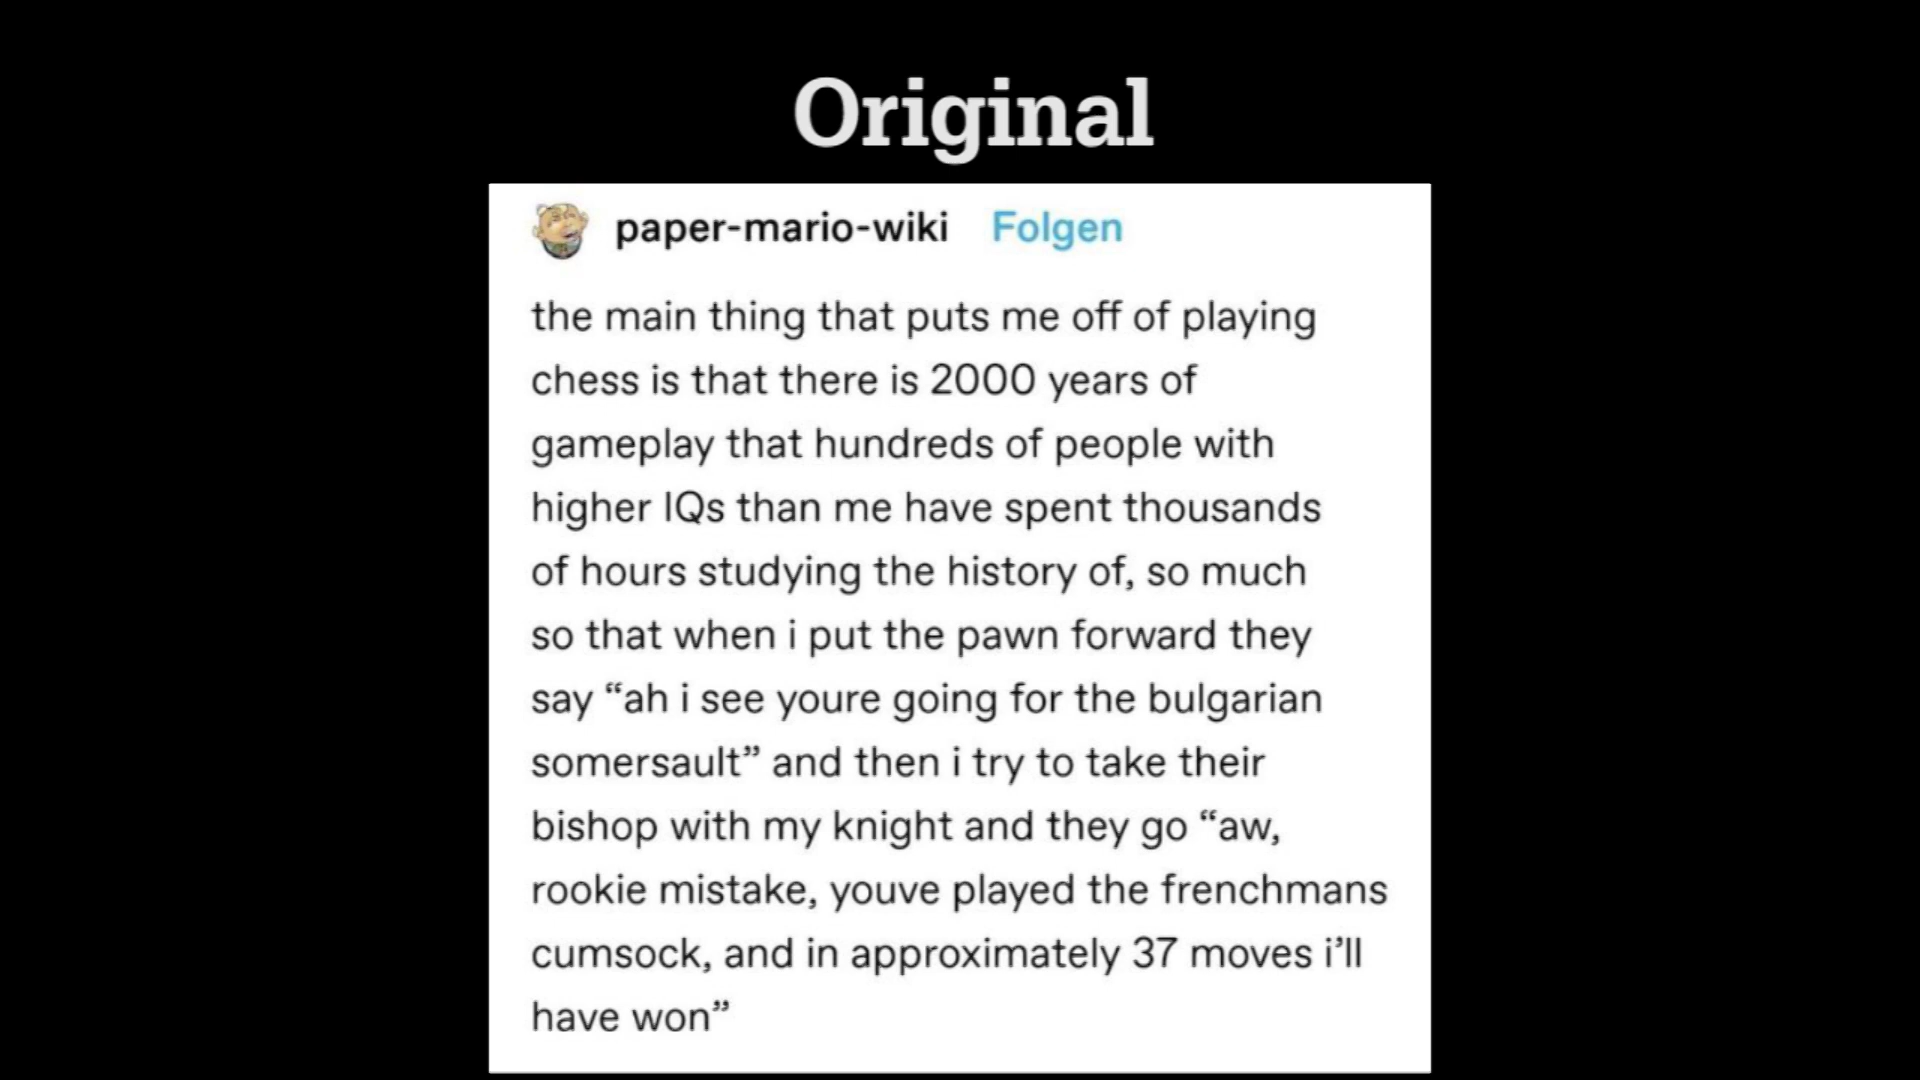 Original
paper-mario-wiki Folgen
the main thing that puts me off of playing
chess is that there is 2000 years of
gameplay that hundreds of people with
higher IQs than me have spent thousands
of hours studying the history of, so much
so that when i put the pawn forward they
say “ah i see youre going for the bulgarian
somersault” and then i try to take their
bishop with my knight and they go “aw,
rookie mistake, youve played the frenchmans
cumsock, and in approximately 37 moves i’ll
have won”